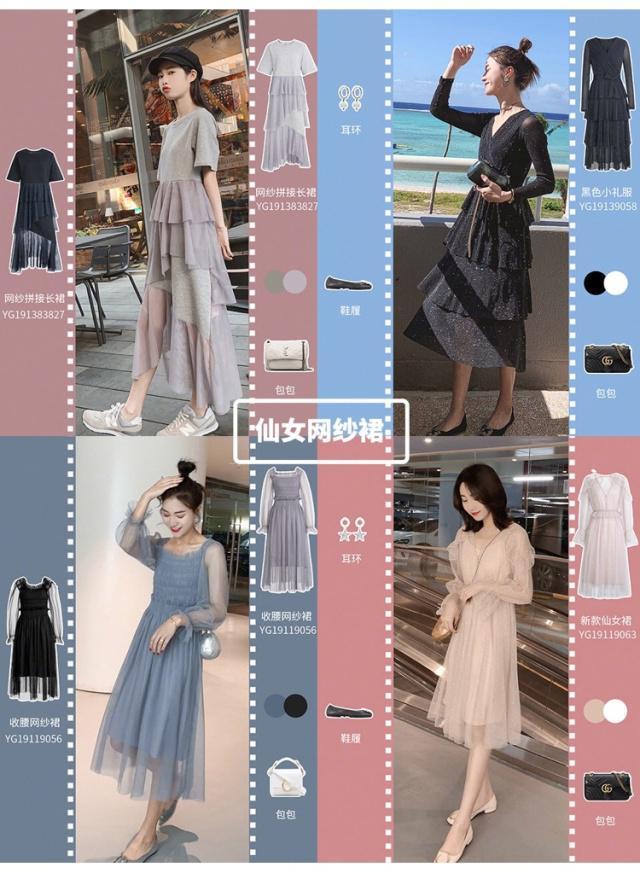 网纱拼接长裙
YG191383827
网纱拼接长裙
YG191383827
包包
耳环
鞋履
黑色小礼服
YG19139058
包包
仙女网纱裙
收腰网纱裙
YG19119056
收腰网纱裙
YG19119056
包包
耳环
鞋履
新款仙女裙
YG19119063
包包